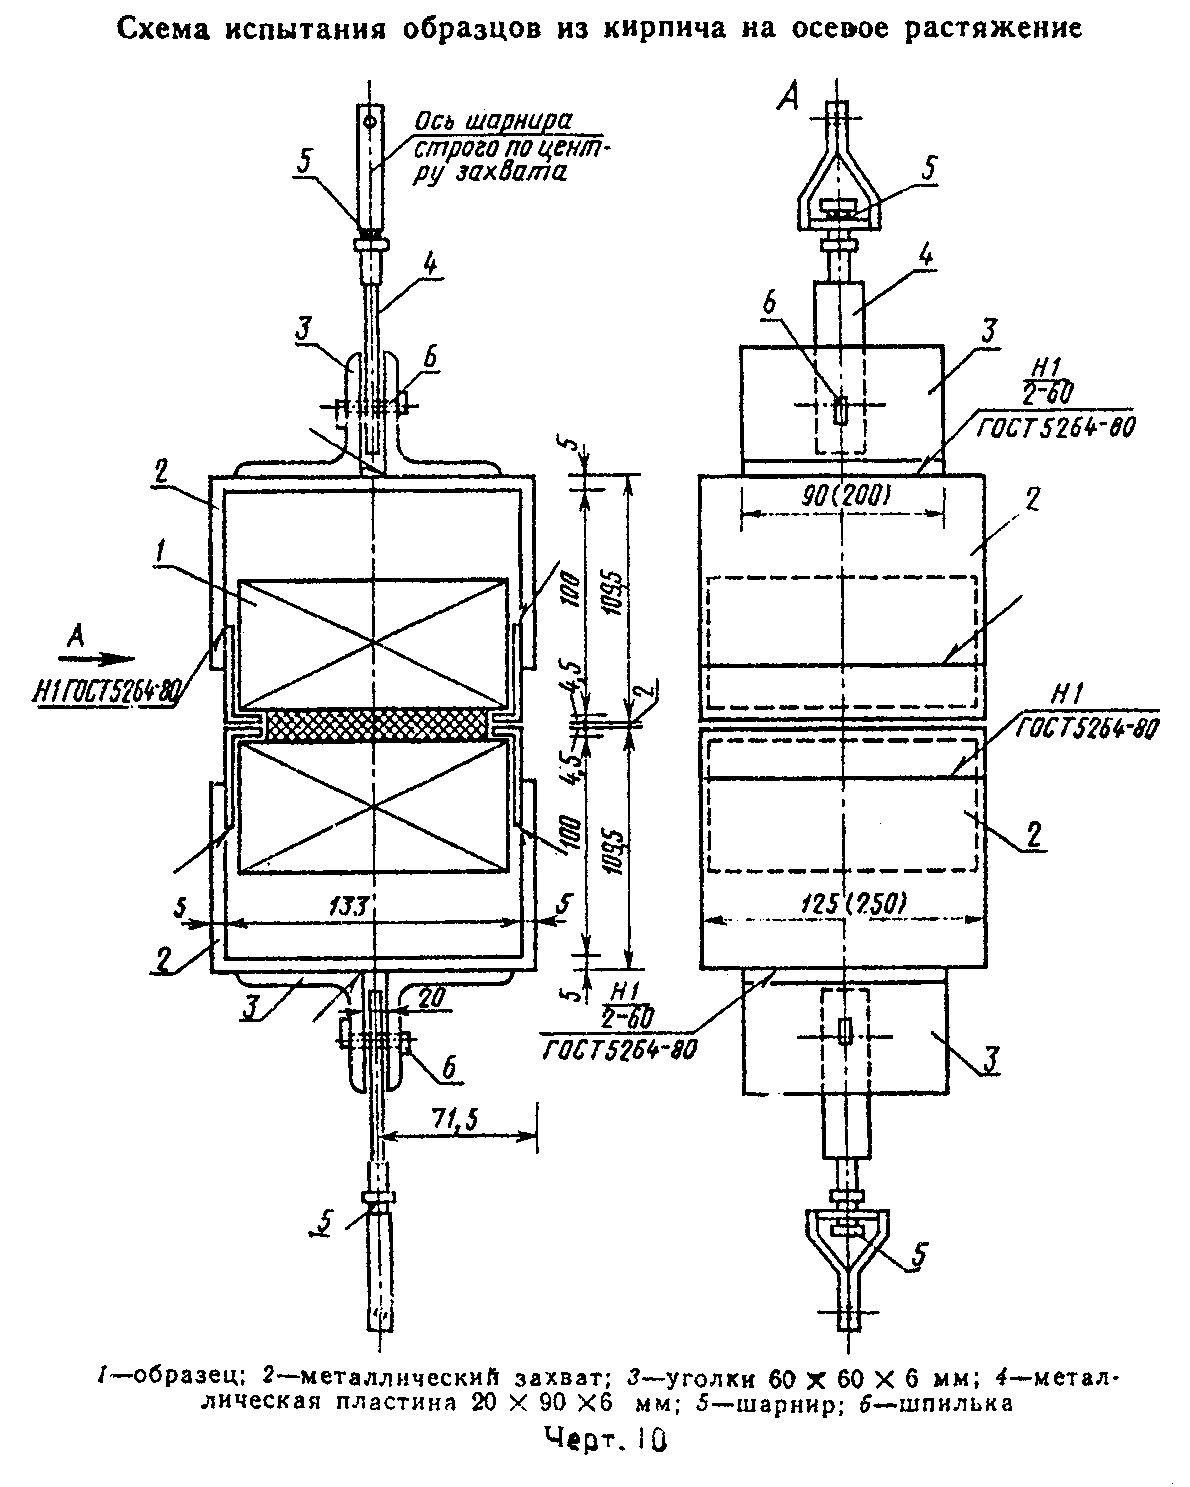 Схема испытания образцов из кирпича на осевое растяжение
А
Ось шарнира
строго по цент-
ру захвата
5
5
4
4
3
6
6
3
Н1
2-60
ГОСТ 5264-80
5
2
90(200)
2
1
100
109,5
А
Н1 ГОСТ 5264-80
4,5
2
Н1
ГОСТ 5264-80
4,5
100
109,5
2
5
133
5
125(250)
2
3
20
5
Н1
2-60
ГОСТ 5264-80
6
3
71,5
5
5
1—образец; 2—металлический захват; 3—уголки 60 × 60 × 6 мм; 4—метал-
лическая пластина 20 × 90 ×6 мм; 5—шарнир; 6—шпилька
Черт. 10